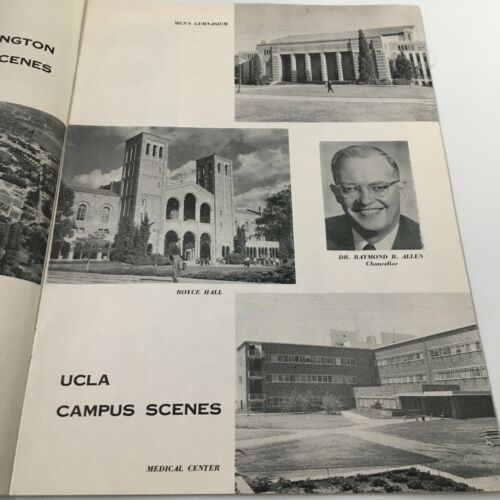 NGTON
CENES
MEN'S GYMNASIUM
DR. RAYMOND B. ALLEN
Chancellor
ROYCE HALL
UCLA
CAMPUS SCENES
MEDICAL CENTER